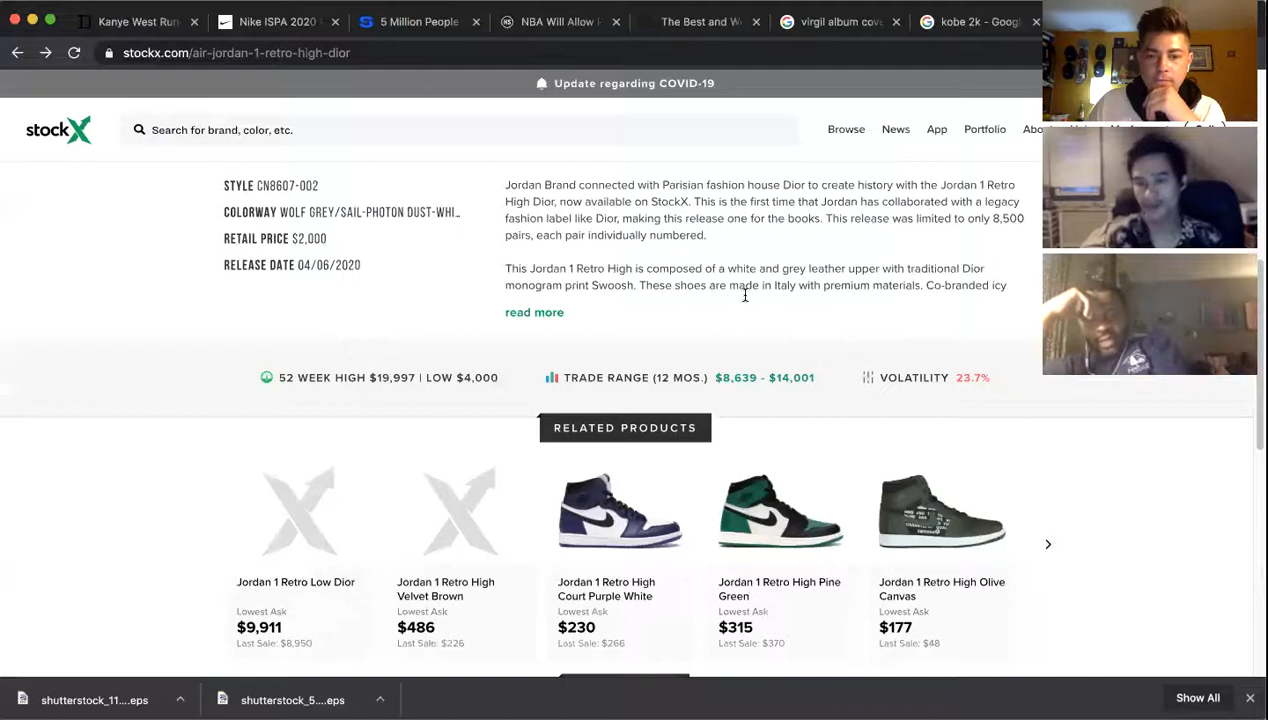 Kanye West Run
Nike ISPA 2020
5 Million People
NBA Will Allow
The Best and W
virgil album cov
kobe 2k - Goog
stockx.com/air-jordan-1-retro-high-dior
Update regarding COVID-19
stockX
Search for brand, color, etc.
Browse
News
App
Portfolio
STYLE CN8607-002
COLORWAY WOLF GREY/SAIL-PHOTON DUST-WHI...
RETAIL PRICE $2,000
RELEASE DATE 04/06/2020
Jordan Brand connected with Parisian fashion house Dior to create history with the Jordan 1 Retro
High Dior, now available on StockX. This is the first time that Jordan has collaborated with a legacy
fashion label like Dior, making this release one for the books. This release was limited to only 8,500
pairs, each pair individually numbered.
This Jordan 1 Retro High is composed of a white and grey leather upper with traditional Dior
monogram print Swoosh. These shoes are made in Italy with premium materials. Co-branded icy
read more
52 WEEK HIGH $19,997 | LOW $4,000
TRADE RANGE (12 MOS.) $8,639 - $14,001
VOLATILITY 23.7%
RELATED PRODUCTS
Jordan 1 Retro Low Dior
Lowest Ask
$9,911
Last Sale: $8,950
Jordan 1 Retro High
Velvet Brown
Lowest Ask
$486
Last Sale: $226
Jordan 1 Retro High
Court Purple White
Lowest Ask
$230
Last Sale: $266
Jordan 1 Retro High Pine
Green
Lowest Ask
$315
Last Sale: $370
Jordan 1 Retro High Olive
Canvas
Lowest Ask
$177
Last Sale: $48
shutterstock_11....eps
shutterstock_5....eps
Show All